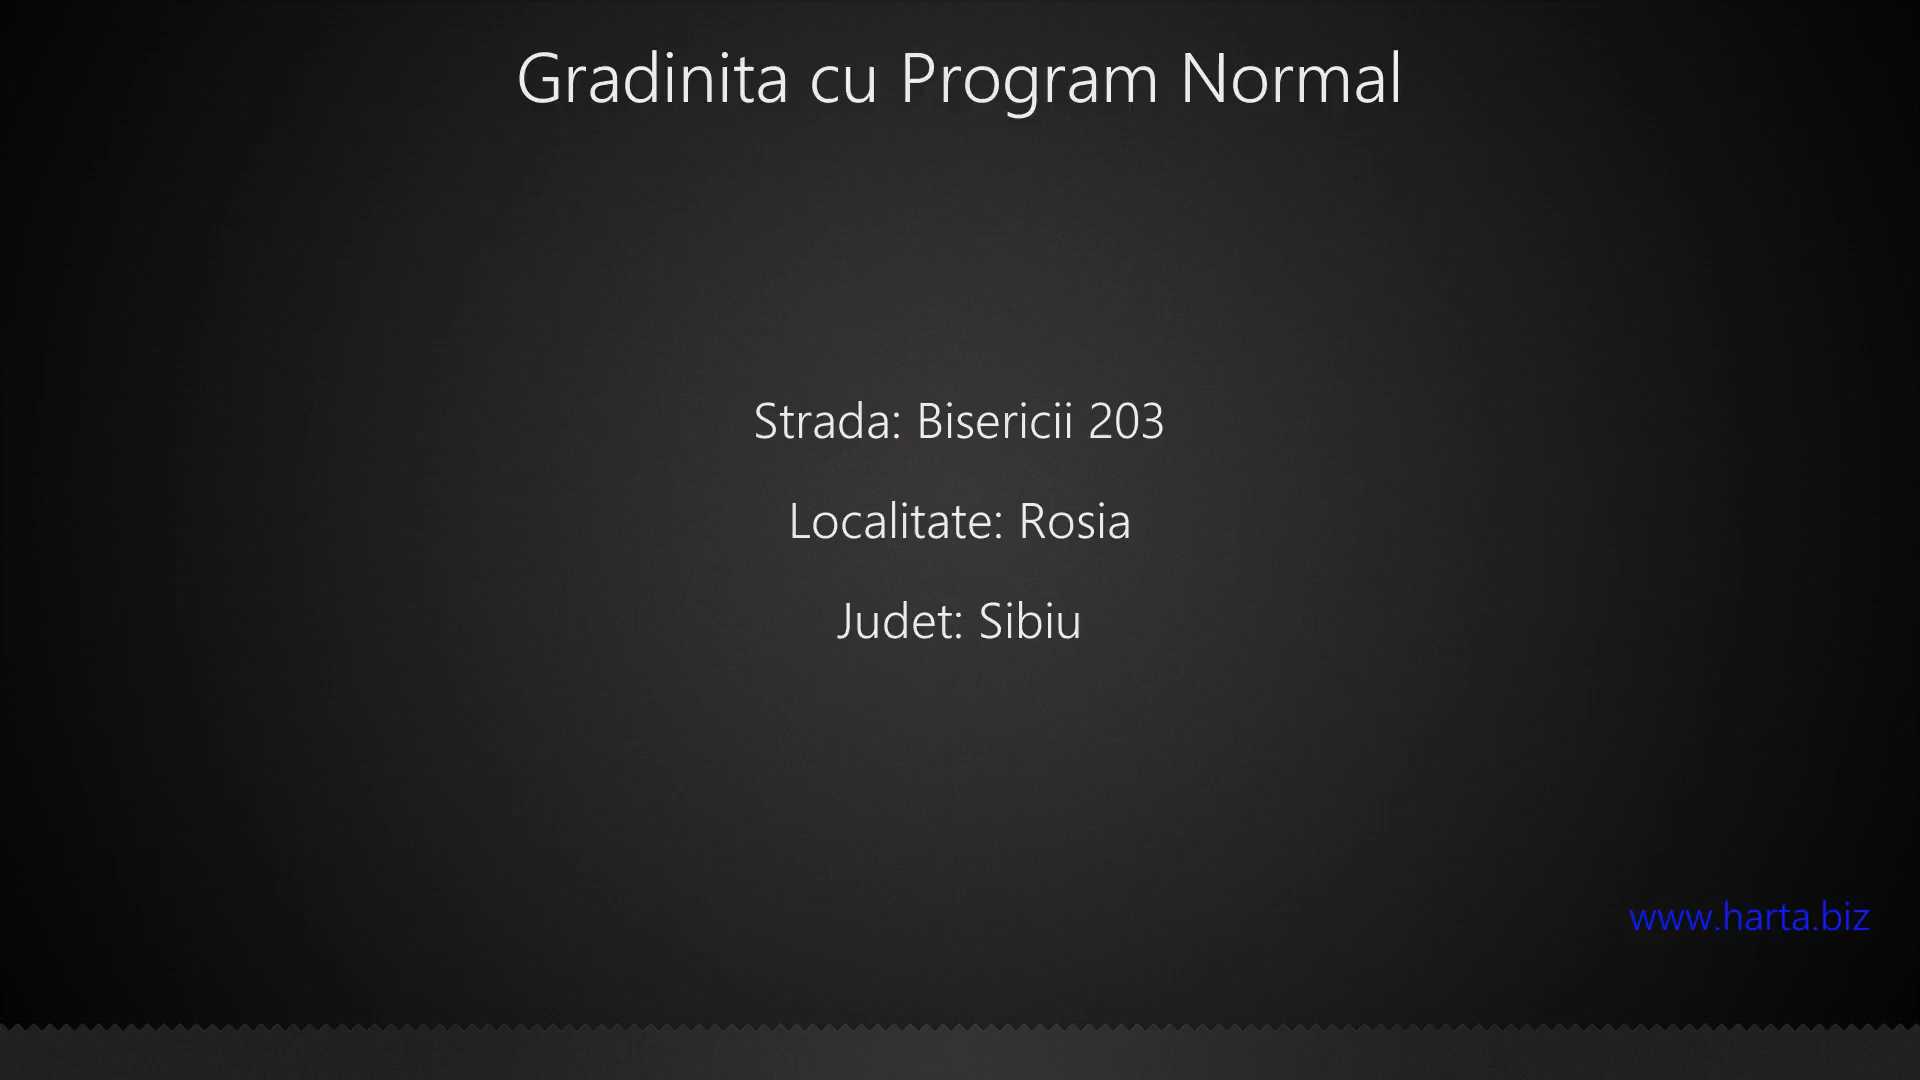 Gradinita cu Program Normal
Strada: Bisericii 203
Localitate: Rosia
Judet: Sibiu
www.harta.biz